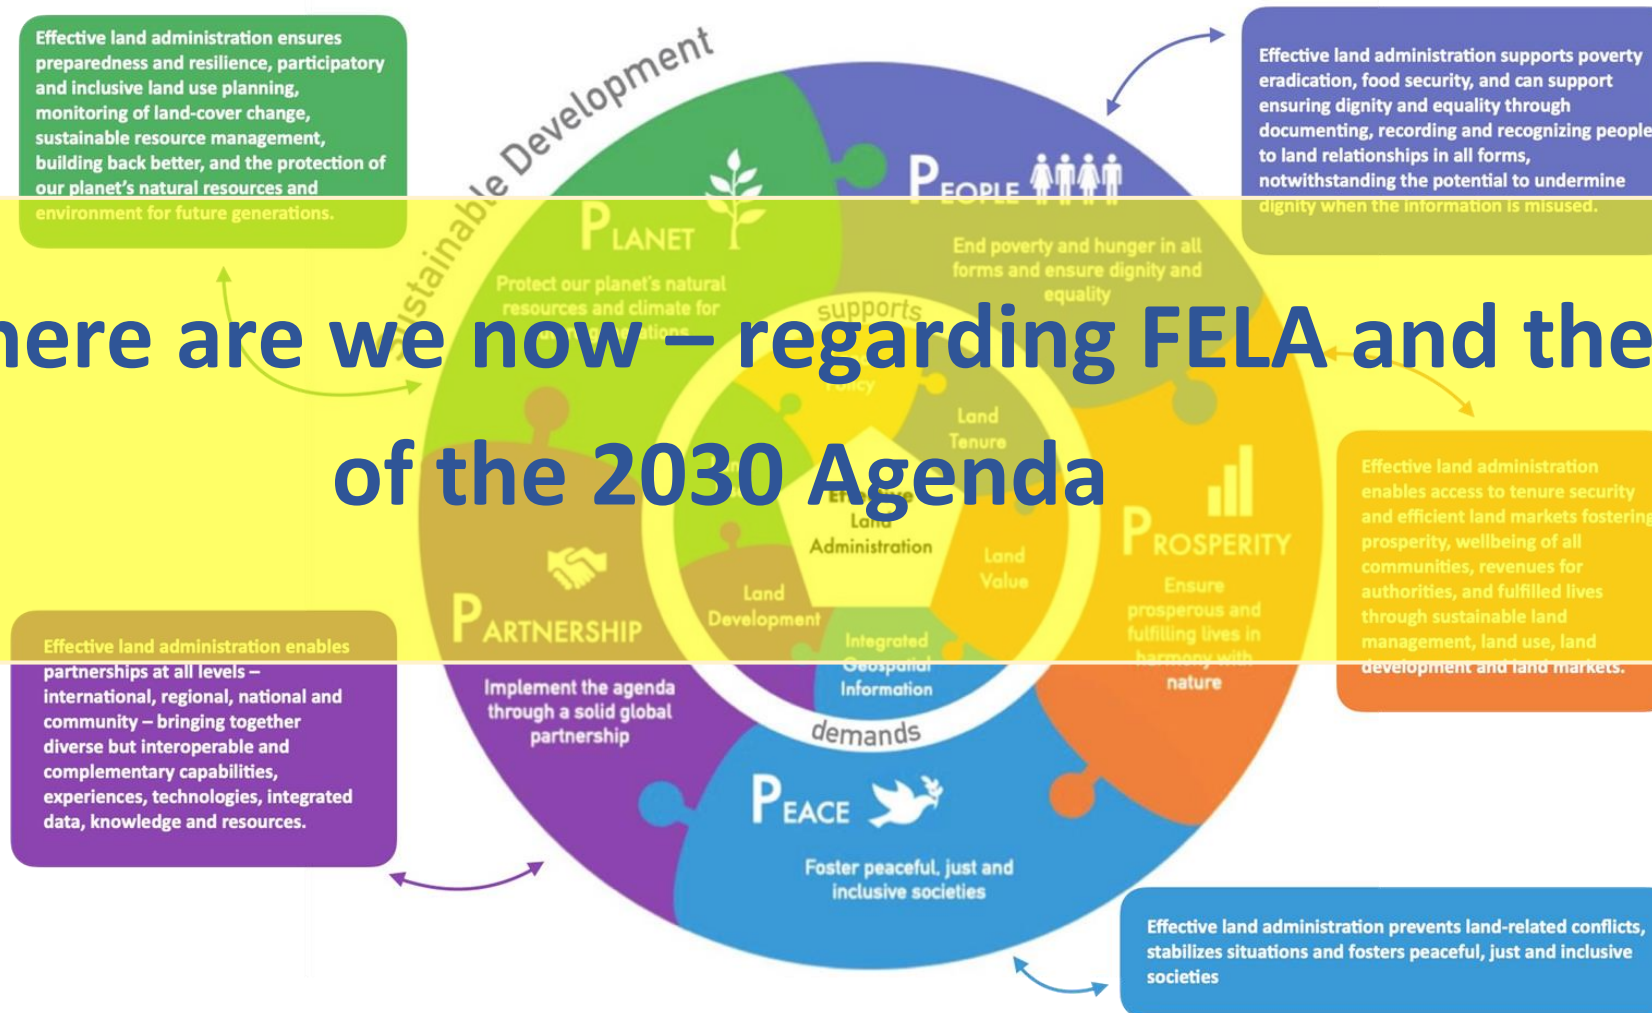 Effective land administration ensures
preparedness and resilience, participatory
and inclusive land use planning,
monitoring of land-cover change,
sustainable resource management,
building back better, and the protection of
our planet's natural resources and
environment for future generations.
Sustainable Development
Effective land administration supports poverty
eradication, food security, and can support
ensuring dignity and equality through
documenting, recording and recognizing people
to land relationships in all forms,
notwithstanding the potential to undermine
dignity when the information is misused.
PLANET
Protect our planet's natural
resources and climate for
PEOPLE
End poverty and hunger in all
forms and ensure dignity and
equality
supports
here are we now – regarding FELA and the
of the 2030 Agenda
Policy
Land
Tenure
Effective
Land
Administration
Land
Value
Land
Development
Integrated
Geospatial
Information
demands
PROSPERITY
Ensure
prosperous and
fulfilling lives in
harmony with
nature
Effective land administration
enables access to tenure security
and efficient land markets fostering
prosperity, wellbeing of all
communities, revenues for
authorities, and fulfilled lives
through sustainable land
management, land use, land
development and land markets.
PARTNERSHIP
Implement the agenda
through a solid global
partnership
Effective land administration enables
partnerships at all levels –
international, regional, national and
community – bringing together
diverse but interoperable and
complementary capabilities,
experiences, technologies, integrated
data, knowledge and resources.
PEACE
Foster peaceful, just and
inclusive societies
Effective land administration prevents land-related conflicts,
stabilizes situations and fosters peaceful, just and inclusive
societies